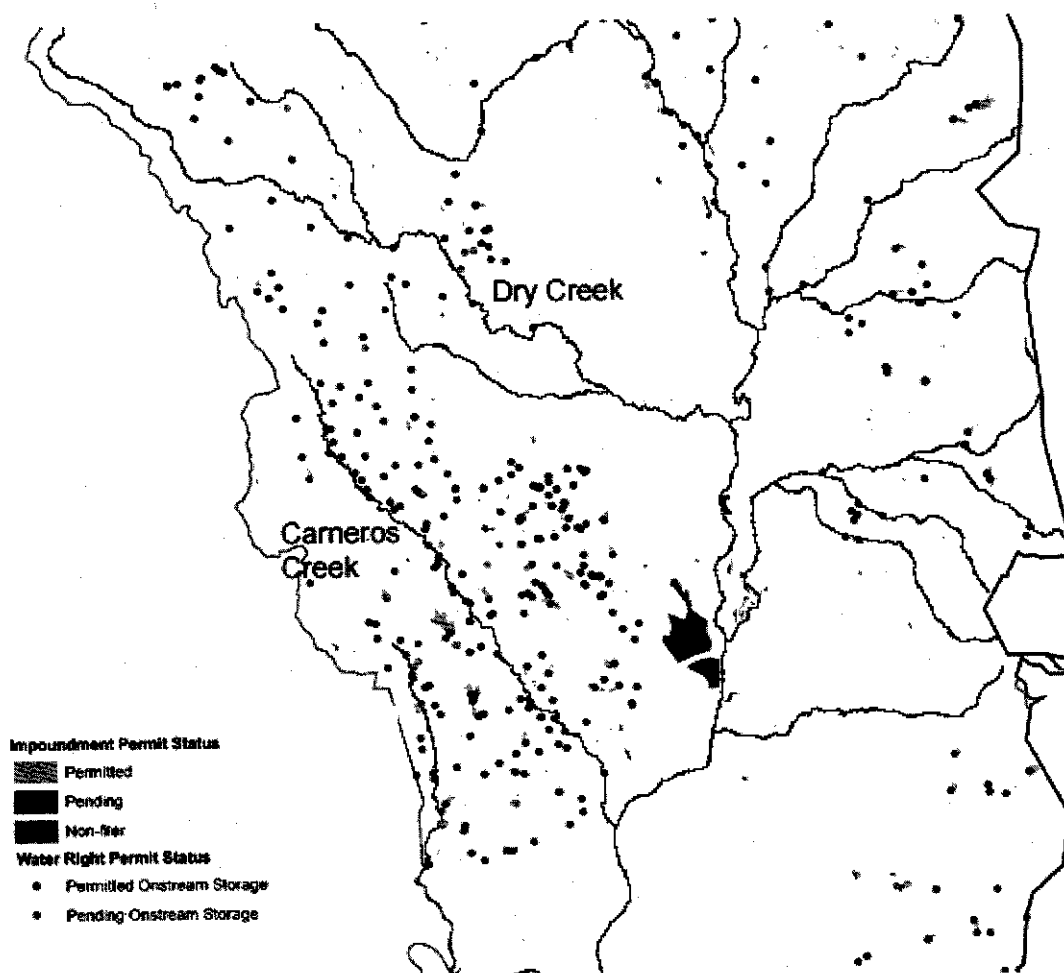 Dry Creek
Carneros
Creek
Impoundment Permit Status
Permitted
Pending
Non-filer
Water Right Permit Status
Permitted Onstream Storage
Pending Onstream Storage